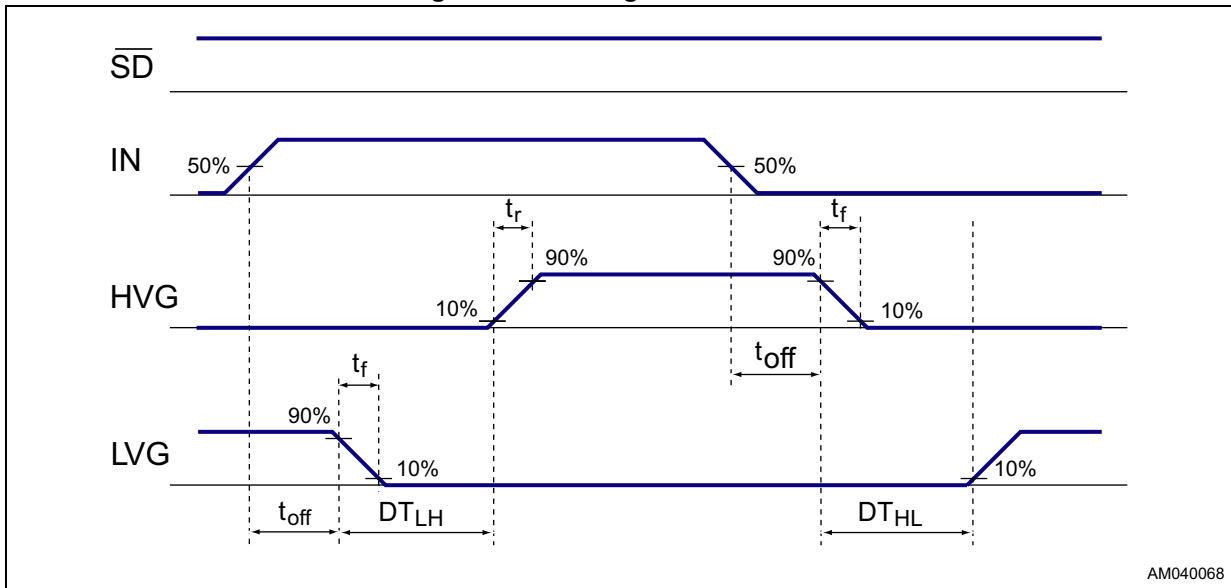 SD
IN
50%
50%
tr
tf
90%
90%
HVG
10%
10%
toff
tf
90%
LVG
10%
10%
toff
DTLH
DTHL
AM040068